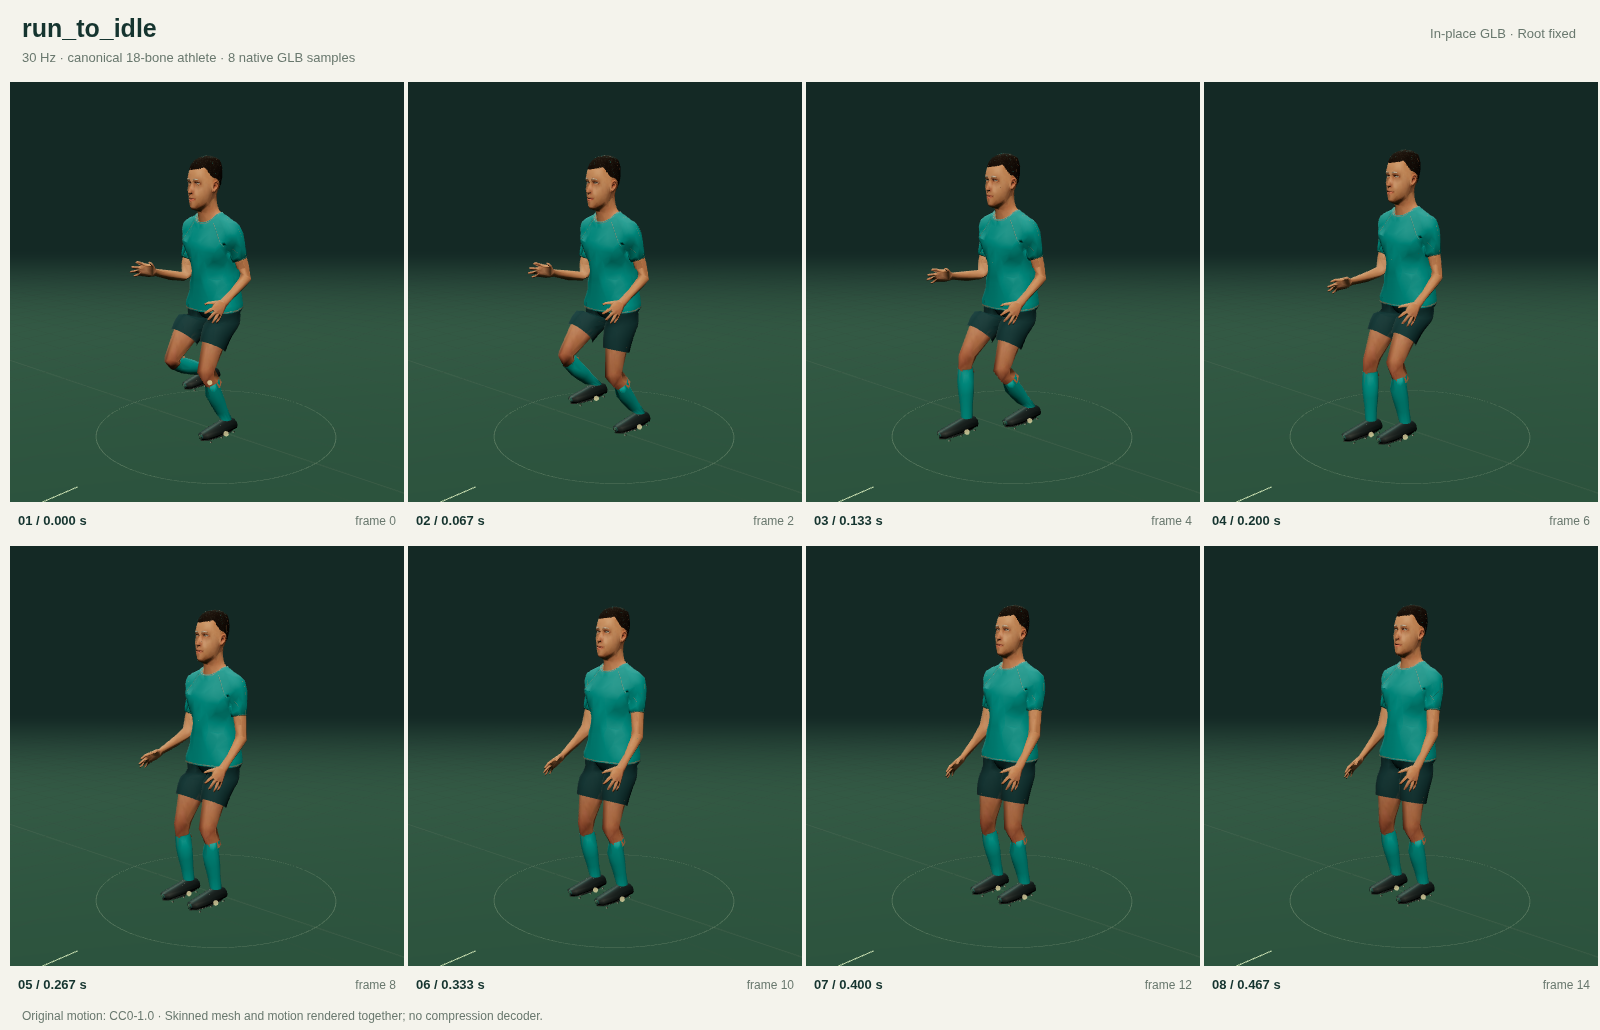 run_to_idle
In-place GLB · Root fixed
30 Hz · canonical 18-bone athlete · 8 native GLB samples
01 / 0.000 s frame 0
02 / 0.067 s frame 2
03 / 0.133 s frame 4
04 / 0.200 s frame 6
05 / 0.267 s frame 8
06 / 0.333 s frame 10
07 / 0.400 s frame 12
08 / 0.467 s frame 14
Original motion: CC0-1.0 · Skinned mesh and motion rendered together; no compression decoder.